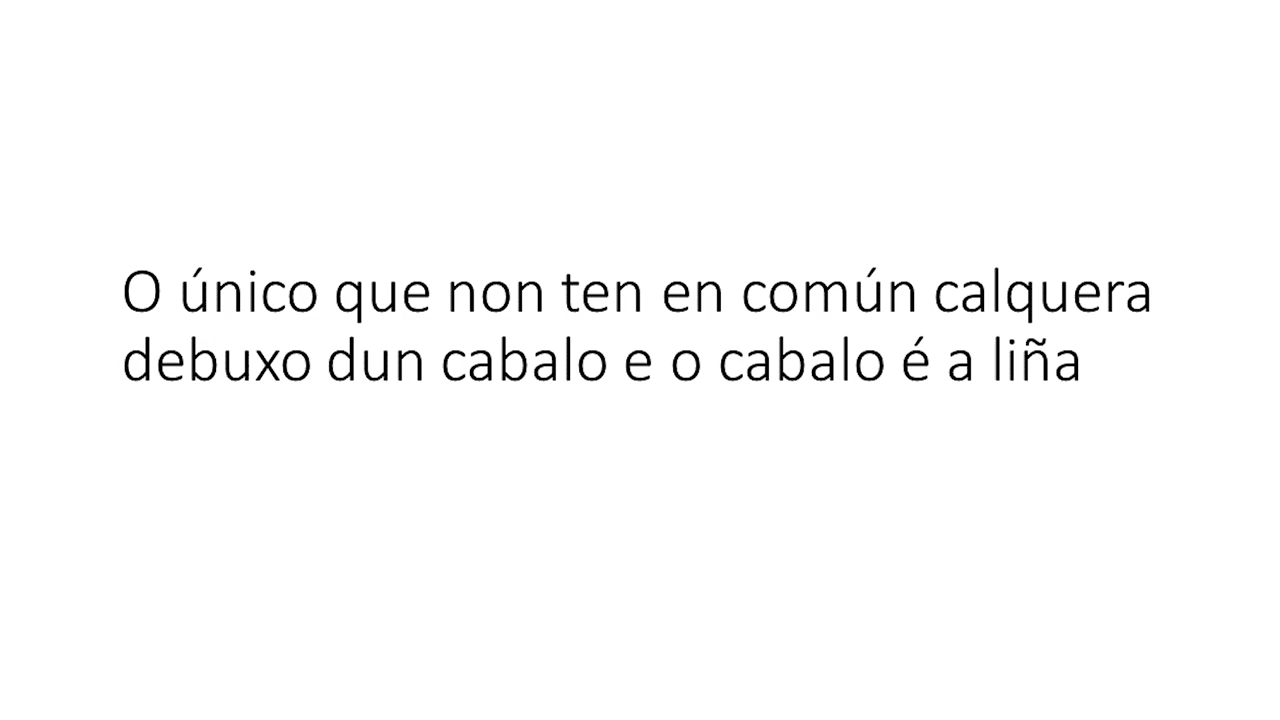 O único que non ten en común calquera
debuxo dun cabalo e o cabalo é a liña